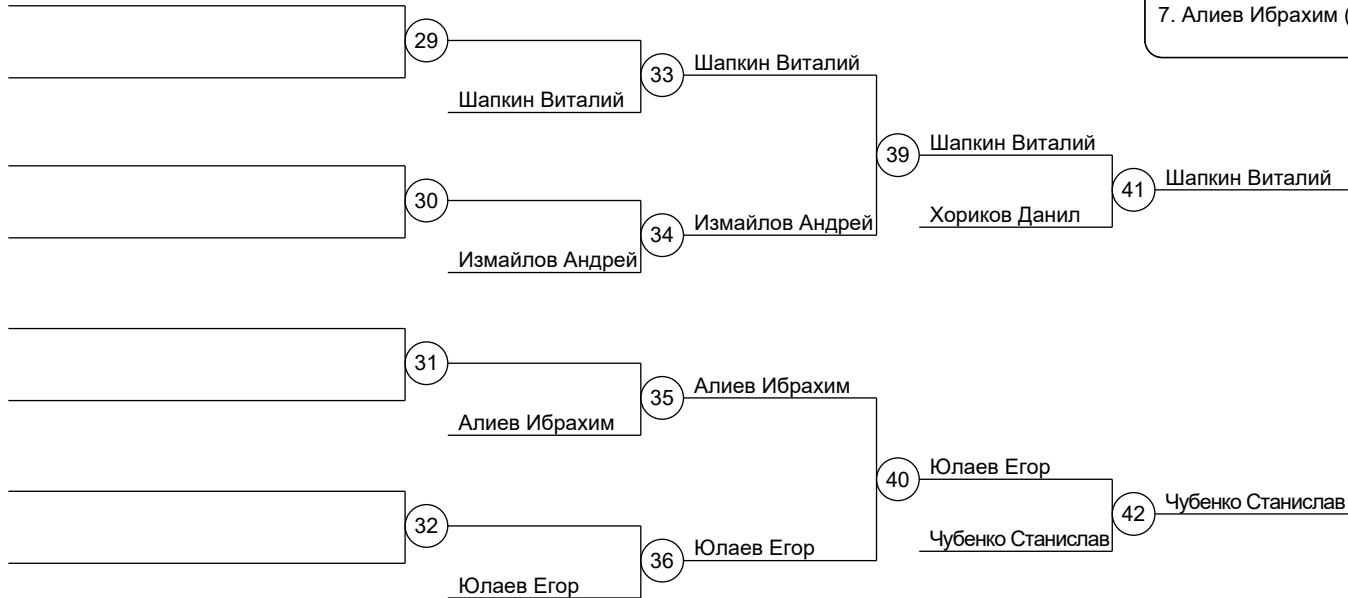 7. Алиев Ибрахим (
29
33
Шапкин Виталий
Шапкин Виталий
39
Шапкин Виталий
41
Шапкин Виталий
30
34
Измайлов Андрей
Хориков Данил
Измайлов Андрей
31
35
Алиев Ибрахим
Алиев Ибрахим
40
Юлаев Егор
42
Чубенко Станислав
32
36
Юлаев Егор
Чубенко Станислав
Юлаев Егор